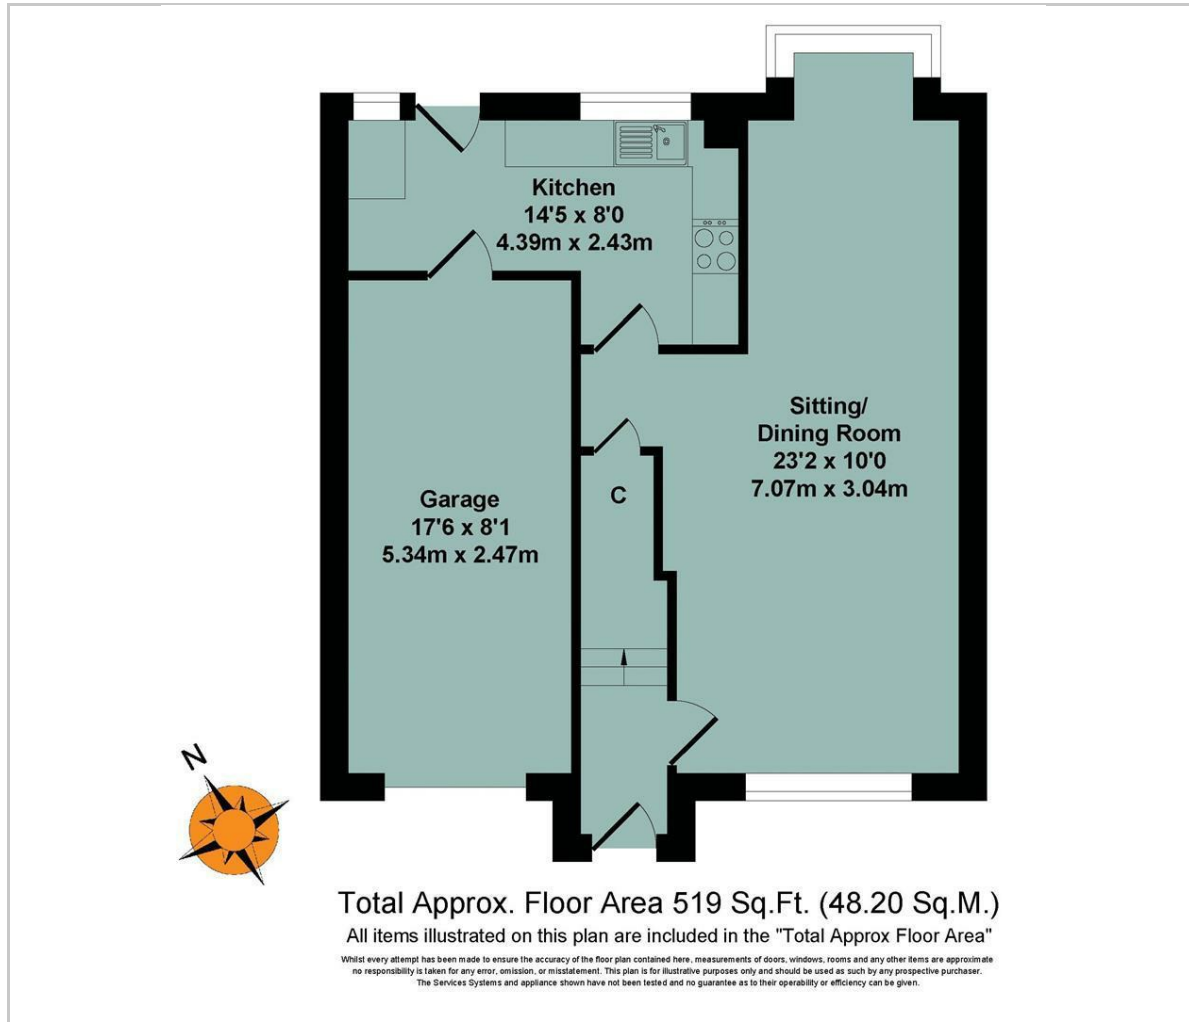 Kitchen
14'5 x 8'0
4.39m x 2.43m
Sitting/
Dining Room
23'2 x 10'0
7.07m x 3.04m
C
Garage
17'6 x 8'1
5.34m x 2.47m
N
Total Approx. Floor Area 519 Sq.Ft. (48.20 Sq.M.)
All items illustrated on this plan are included in the "Total Approx Floor Area"
Whilst every attempt has been made to ensure the accuracy of the floor plan contained here, measurements of doors, windows, rooms and any other items are approximate
no responsibility is taken for any error, omission, or misstatement. This plan is for illustrative purposes only and should be used as such by any prospective purchaser.
The Services Systems and appliance shown have not been tested and no guarantee as to their operability or efficiency can be given.